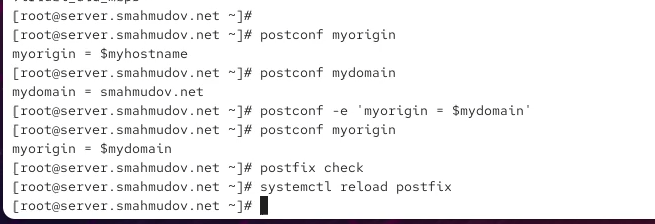 [root@server.smahmudov.net ~]#
[root@server.smahmudov.net ~]# postconf myorigin
myorigin = $myhostname
[root@server.smahmudov.net ~]# postconf mydomain
mydomain = smahmudov.net
[root@server.smahmudov.net ~]# postconf -e 'myorigin = $mydomain'
[root@server.smahmudov.net ~]# postconf myorigin
myorigin = $mydomain
[root@server.smahmudov.net ~]# postfix check
[root@server.smahmudov.net ~]# systemctl reload postfix
[root@server.smahmudov.net ~]#